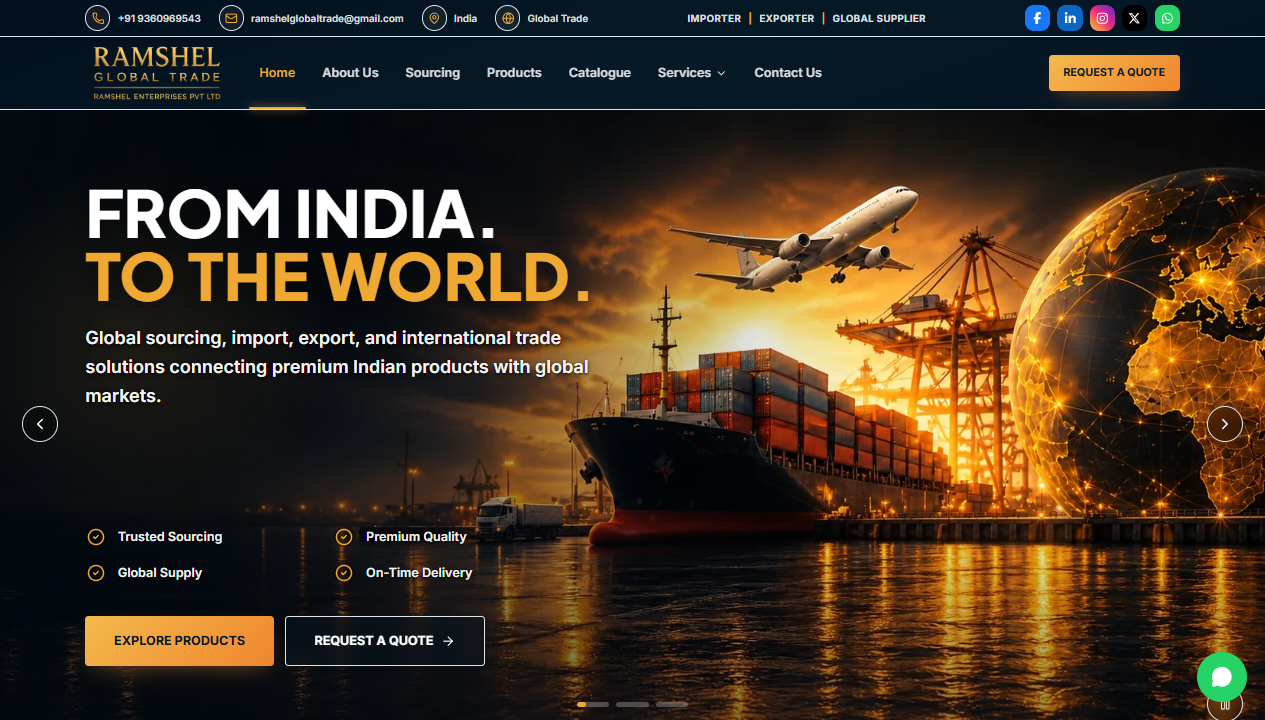 +91 9360969543
ramshelglobaltrade@gmail.com
India
Global Trade
IMPORTER | EXPORTER | GLOBAL SUPPLIER
RAMSHEL
GLOBAL TRADE
RAMSHEL ENTERPRISES PVT LTD
Home
About Us
Sourcing
Products
Catalogue
Services
Contact Us
REQUEST A QUOTE
FROM INDIA.
TO THE WORLD.
Global sourcing, import, export, and international trade
solutions connecting premium Indian products with global
markets.
Trusted Sourcing
Premium Quality
Global Supply
On-Time Delivery
EXPLORE PRODUCTS
REQUEST A QUOTE